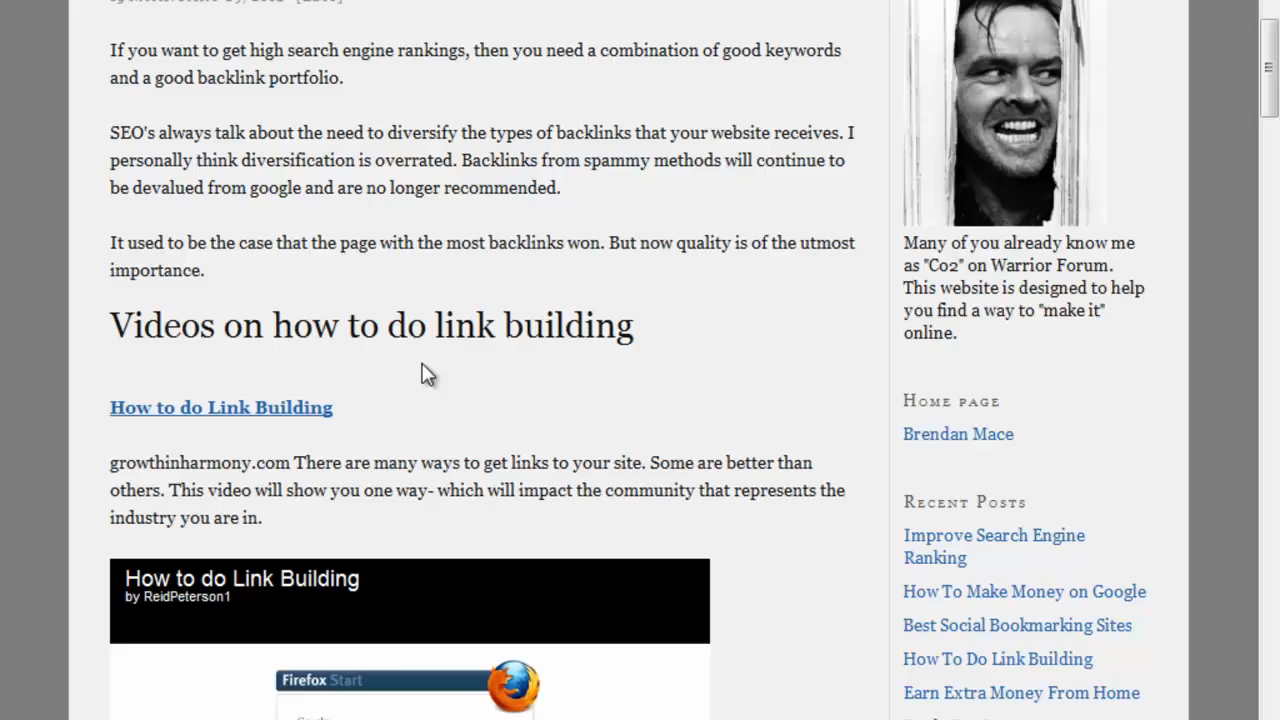 If you want to get high search engine rankings, then you need a combination of good keywords
and a good backlink portfolio.
SEO's always talk about the need to diversify the types of backlinks that your website receives. I
personally think diversification is overrated. Backlinks from spammy methods will continue to
be devalued from google and are no longer recommended.
It used to be the case that the page with the most backlinks won. But now quality is of the utmost
importance.
Videos on how to do link building
How to do Link Building
growthinharmony.com There are many ways to get links to your site. Some are better than
others. This video will show you one way- which will impact the community that represents the
industry you are in.
How to do Link Building
by ReidPeterson1
Firefox Start
Many of you already know me
as "Co2" on Warrior Forum.
This website is designed to help
you find a way to "make it"
online.
Home page
Brendan Mace
Recent Posts
Improve Search Engine
Ranking
How To Make Money on Google
Best Social Bookmarking Sites
How To Do Link Building
Earn Extra Money From Home